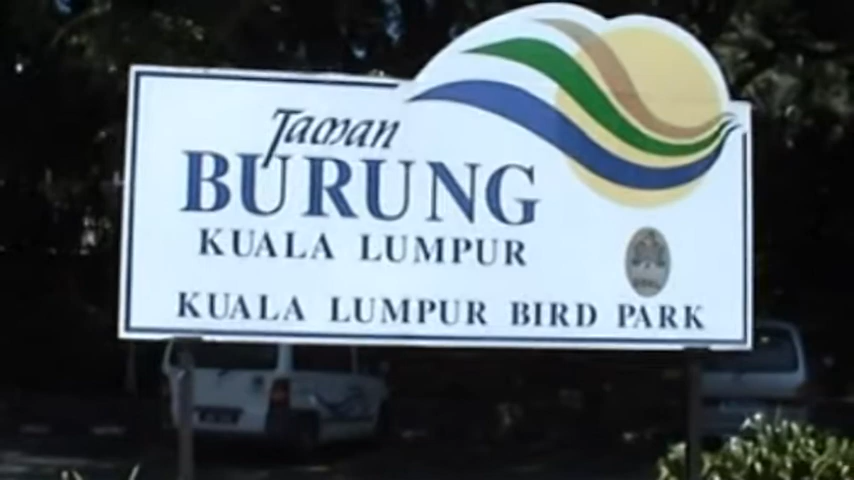 Taman
BURUNG
KUALA LUMPUR
KUALA LUMPUR BIRD PARK